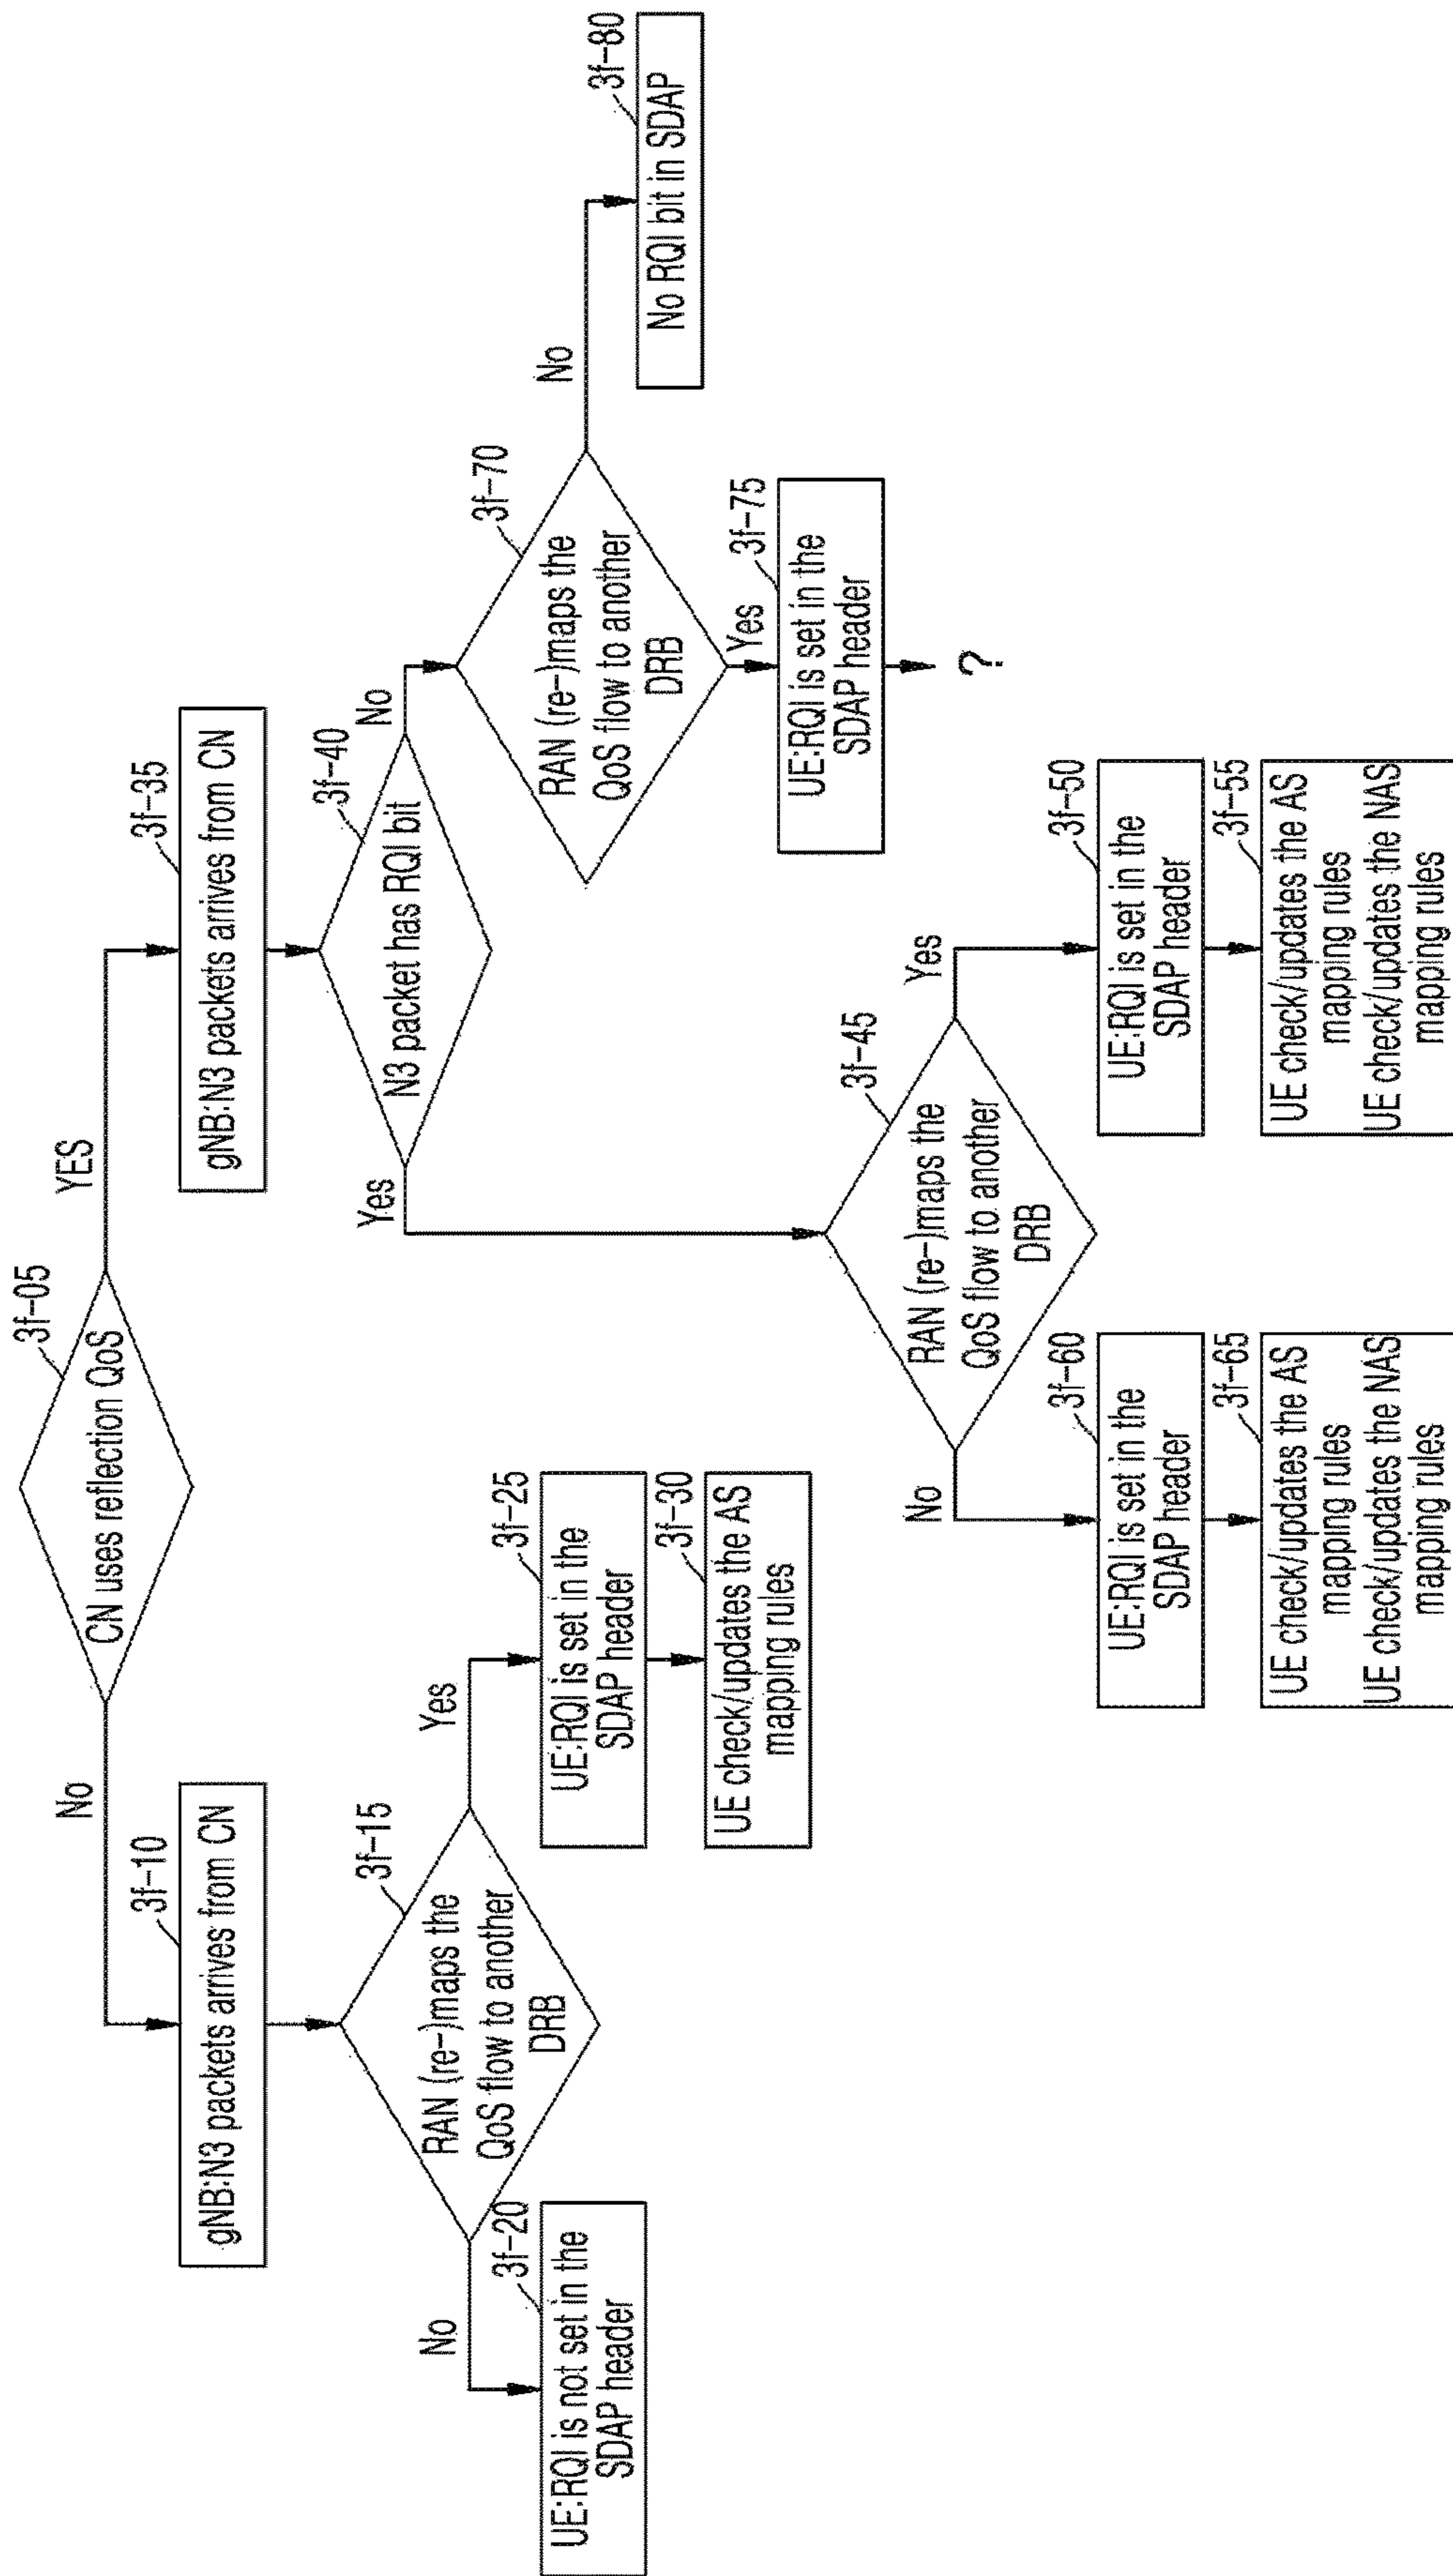 3f-05
CN uses reflection QoS
No
YES
3f-10
gNB:N3 packets arrives from CN
3f-15
RAN (re-)maps the
QoS flow to another
DRB
No
Yes
3f-20
UE:RQI is not set in the
SDAP header
3f-25
UE:RQI is set in the
SDAP header
3f-30
UE check/updates the AS
mapping rules
3f-35
gNB:N3 packets arrives from CN
3f-40
N3 packet has RQI bit
Yes
No
3f-45
RAN (re-)maps the
QoS flow to another
DRB
No
Yes
3f-60
UE:RQI is set in the
SDAP header
3f-65
UE check/updates the AS
mapping rules
UE check/updates the NAS
mapping rules
3f-50
UE:RQI is set in the
SDAP header
3f-55
UE check/updates the AS
mapping rules
UE check/updates the NAS
mapping rules
3f-70
RAN (re-)maps the
QoS flow to another
DRB
Yes
No
3f-75
UE:RQI is set in the
SDAP header
?
3f-80
No RQI bit in SDAP